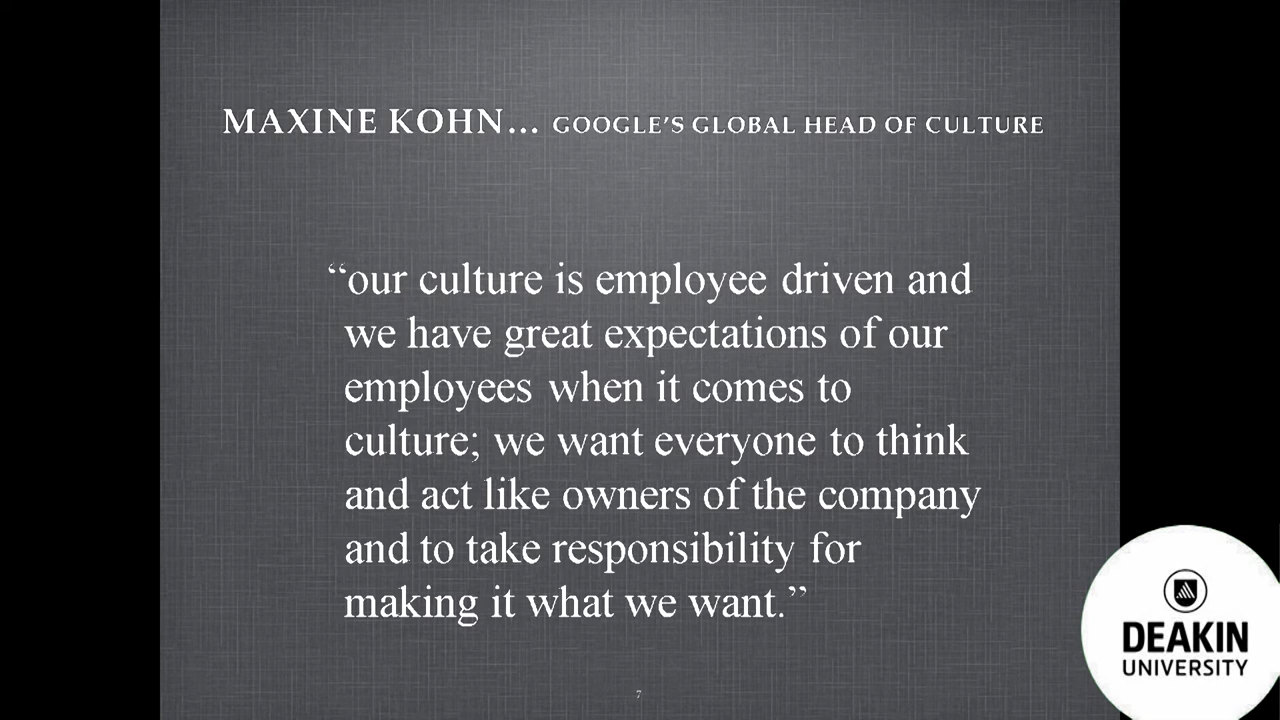 MAXINE KOHN... GOOGLE'S GLOBAL HEAD OF CULTURE
“our culture is employee driven and
we have great expectations of our
employees when it comes to
culture; we want everyone to think
and act like owners of the company
and to take responsibility for
making it what we want.”
7
DEAKIN
UNIVERSITY